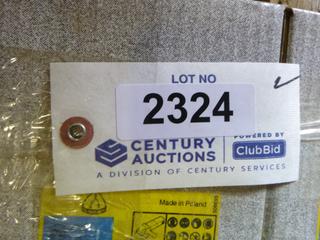 LOT NO
2324
CENTURY
AUCTIONS
POWERED BY
ClubBid
A DIVISION OF CENTURY SERVICES
Made in Poland